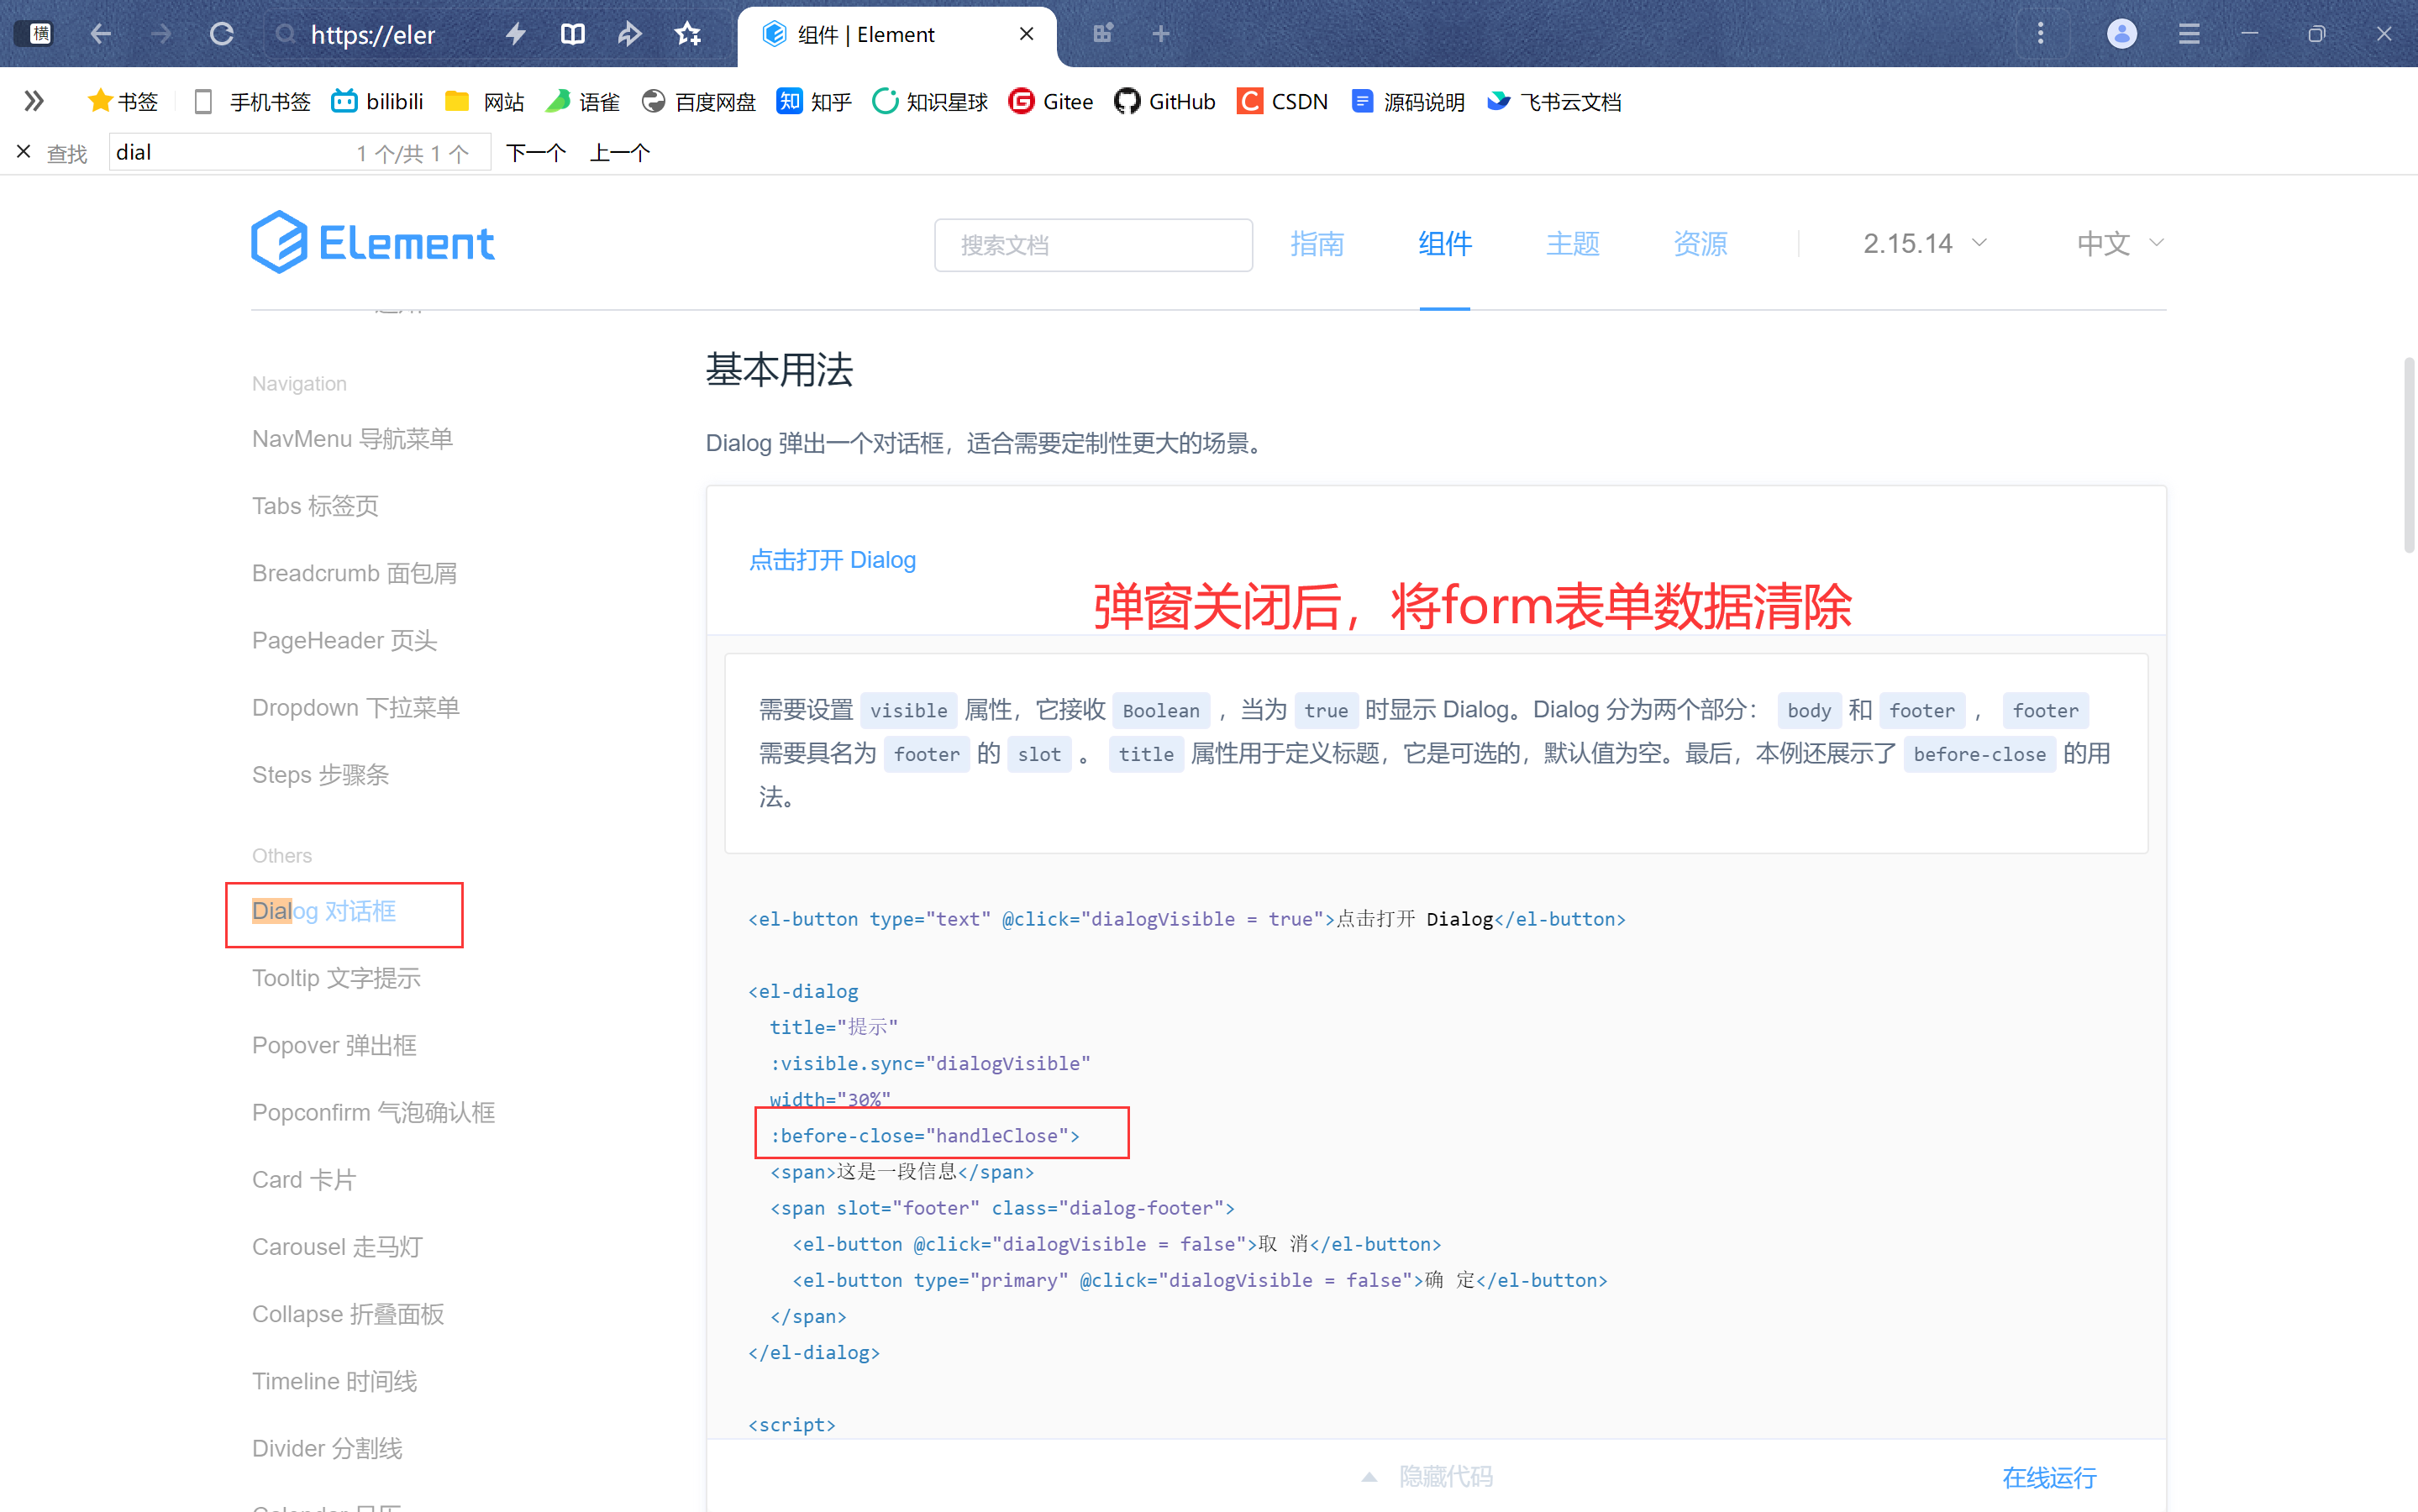 横
https://eler
组件 | Element
书签
手机书签
bilibili
网站
语雀
百度网盘
知 知乎
知识星球
Gitee
GitHub
CSDN
源码说明
飞书云文档
查找
dial
1 个/共 1 个
下一个
上一个
Element
搜索文档
指南
组件
主题
资源
2.15.14
中文
Navigation
NavMenu 导航菜单
Tabs 标签页
Breadcrumb 面包屑
PageHeader 页头
Dropdown 下拉菜单
Steps 步骤条
Others
Dialog 对话框
Tooltip 文字提示
Popover 弹出框
Popconfirm 气泡确认框
Card 卡片
Carousel 走马灯
Collapse 折叠面板
Timeline 时间线
Divider 分割线
基本用法
Dialog 弹出一个对话框，适合需要定制性更大的场景。
点击打开 Dialog
弹窗关闭后，将form表单数据清除
需要设置 visible 属性，它接收 Boolean ，当为 true 时显示 Dialog。Dialog 分为两个部分： body 和 footer ， footer
需要具名为 footer 的 slot 。 title 属性用于定义标题，它是可选的，默认值为空。最后，本例还展示了 before-close 的用
法。
<el-button type="text" @click="dialogVisible = true">点击打开 Dialog</el-button>
<el-dialog
title="提示"
:visible.sync="dialogVisible"
width="30%"
:before-close="handleClose">
<span>这是一段信息</span>
<span slot="footer" class="dialog-footer">
<el-button @click="dialogVisible = false">取 消</el-button>
<el-button type="primary" @click="dialogVisible = false">确 定</el-button>
</span>
</el-dialog>
<script>
隐藏代码
在线运行